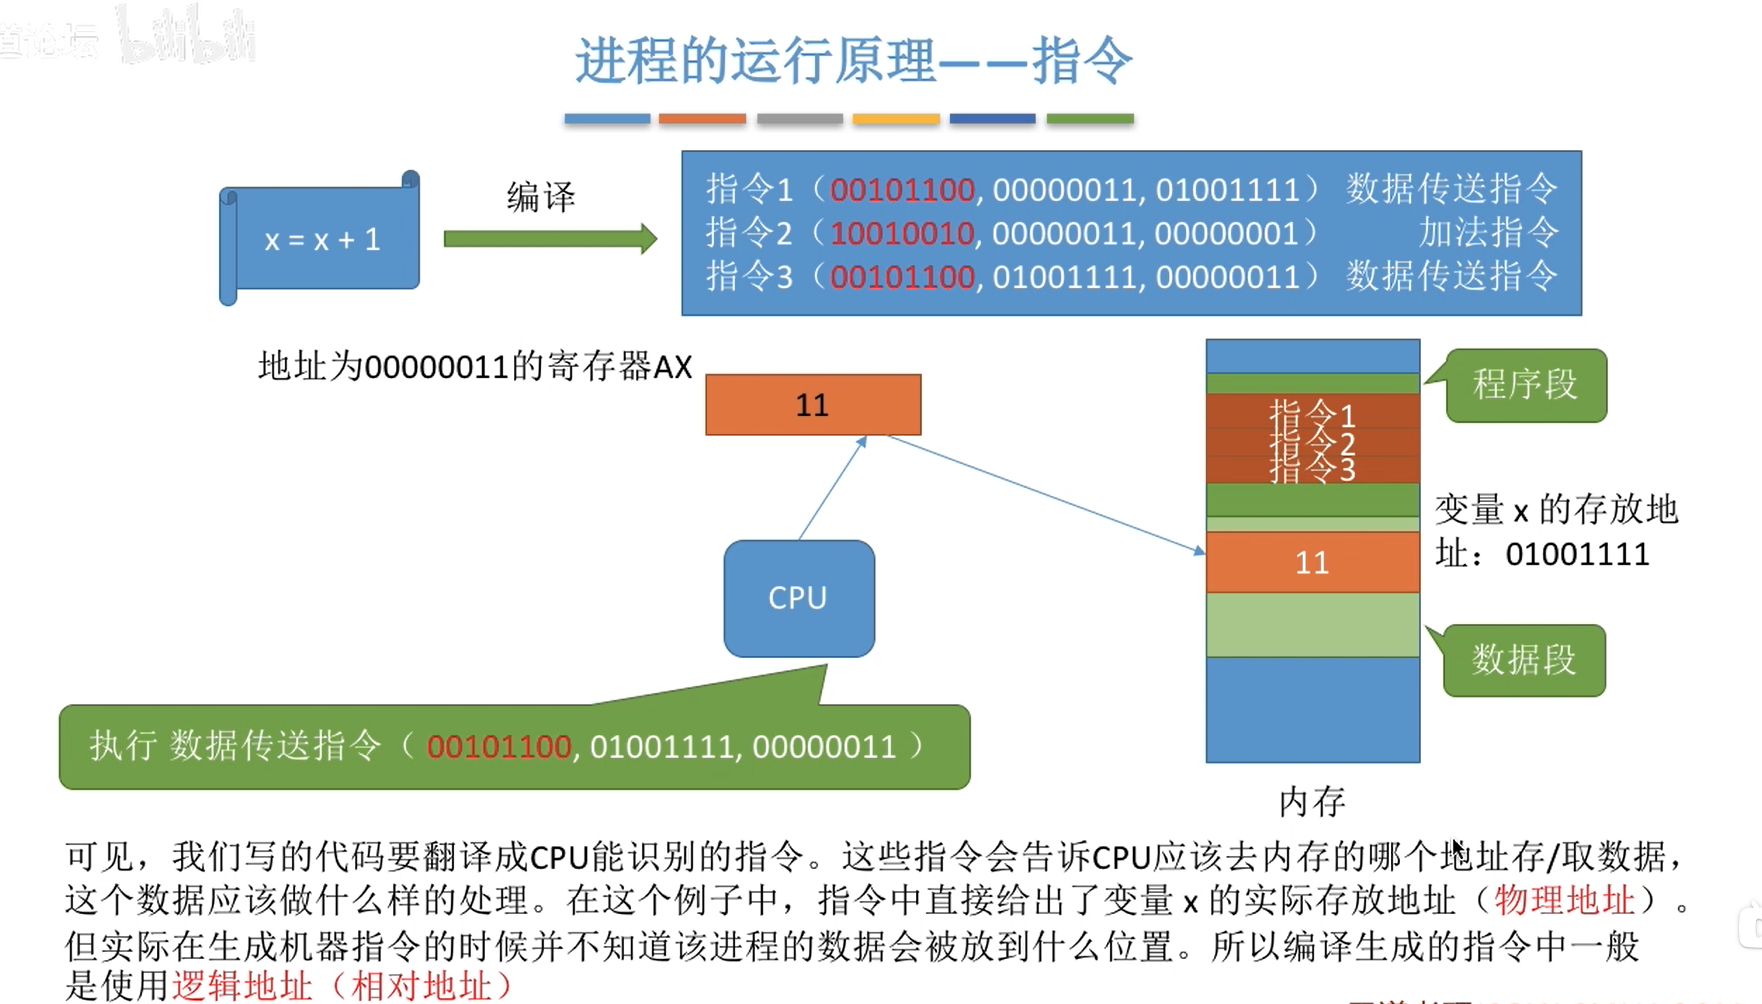 道论坛 bilibili
进程的运行原理——指令
x = x + 1
编译
指令1（00101100, 00000011, 01001111） 数据传送指令
指令2（10010010, 00000011, 00000001） 加法指令
指令3（00101100, 01001111, 00000011） 数据传送指令
地址为00000011的寄存器AX
11
CPU
执行 数据传送指令（ 00101100, 01001111, 00000011 ）
程序段
指令1
指令2
指令3
11
变量 x 的存放地
址：01001111
数据段
内存
可见，我们写的代码要翻译成CPU能识别的指令。这些指令会告诉CPU应该去内存的哪个地址存/取数据，
这个数据应该做什么样的处理。在这个例子中，指令中直接给出了变量 x 的实际存放地址（物理地址）。
但实际在生成机器指令的时候并不知道该进程的数据会被放到什么位置。所以编译生成的指令中一般
是使用逻辑地址（相对地址）